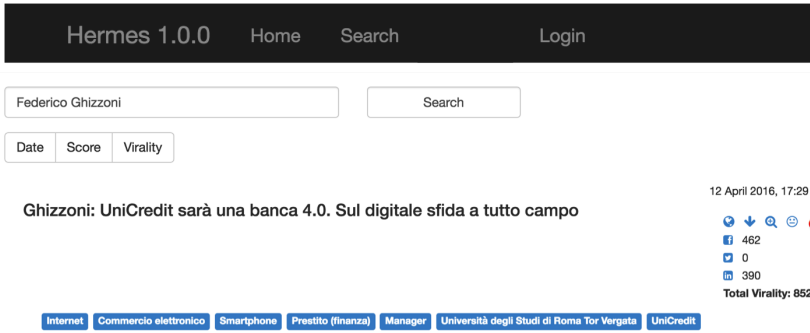 Hermes 1.0.0 Home Search Login
Federico Ghizzoni Search
Date Score Virality
12 April 2016, 17:29
Ghizzoni: UniCredit sarà una banca 4.0. Sul digitale sfida a tutto campo
462
0
390
Total Virality: 852
Internet Commercio elettronico Smartphone Prestito (finanza) Manager Università degli Studi di Roma Tor Vergata UniCredit